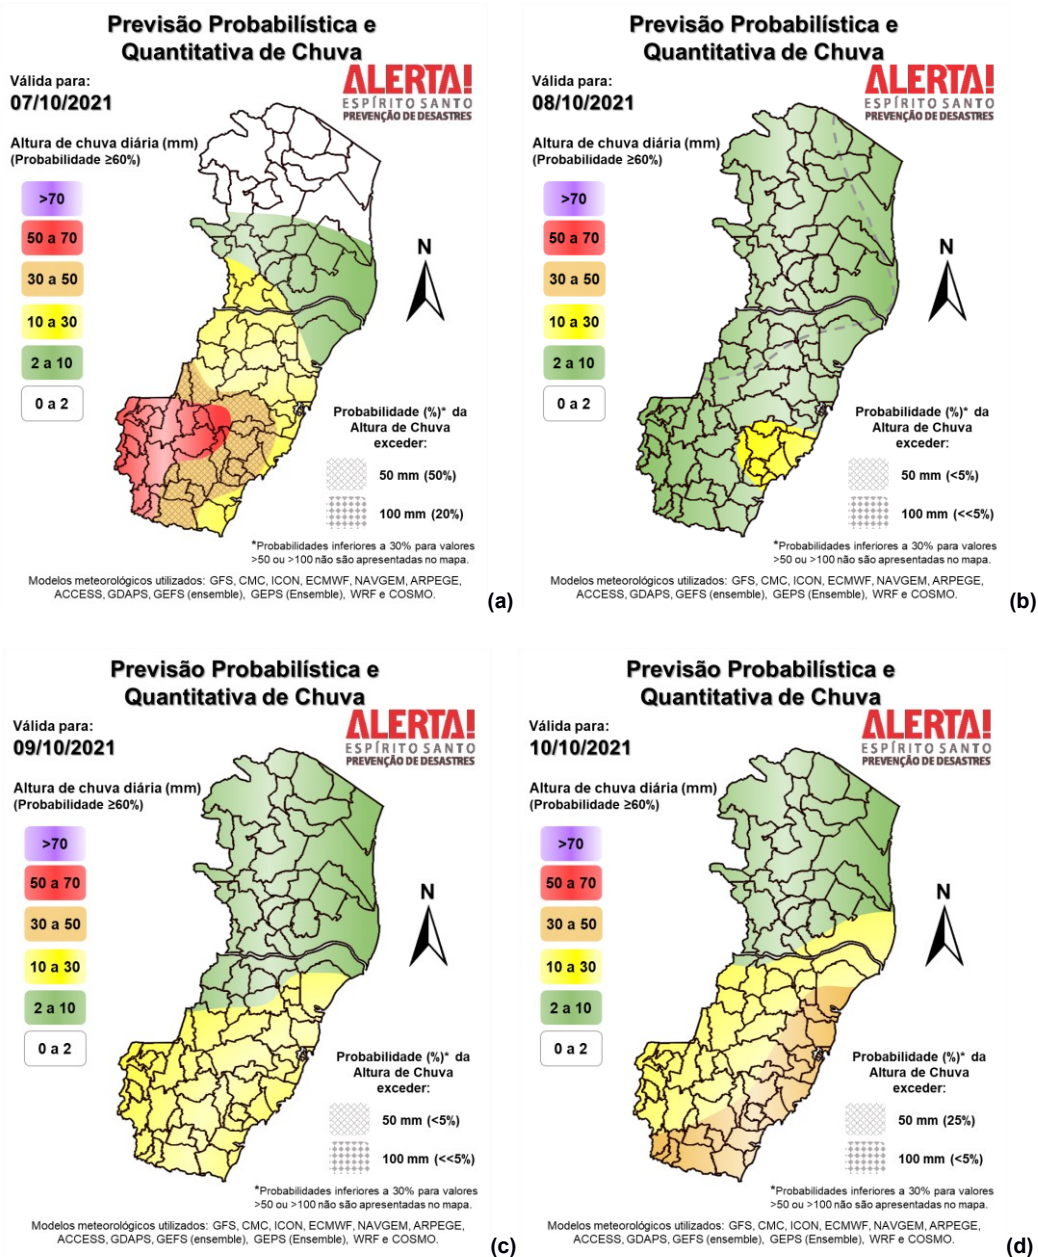 Previsão Probabilística e
Quantitativa de Chuva
Válida para:
07/10/2021
ALERTA!
ESPÍRITO SANTO
PREVENÇÃO DE DESASTRES
Altura de chuva diária (mm)
(Probabilidade ≥60%)
>70
50 a 70
30 a 50
10 a 30
2 a 10
0 a 2
N
Probabilidade (%)* da
Altura de Chuva
exceder:
50 mm (50%)
100 mm (20%)
*Probabilidades inferiores a 30% para valores
>50 ou >100 não são apresentadas no mapa.
Modelos meteorológicos utilizados: GFS, CMC, ICON, ECMWF, NAVGEM, ARPEGE,
ACCESS, GDAPS, GEFS (ensemble), GEPS (Ensemble), WRF e COSMO.
(a)
Previsão Probabilística e
Quantitativa de Chuva
Válida para:
08/10/2021
ALERTA!
ESPÍRITO SANTO
PREVENÇÃO DE DESASTRES
Altura de chuva diária (mm)
(Probabilidade ≥60%)
>70
50 a 70
30 a 50
10 a 30
2 a 10
0 a 2
N
Probabilidade (%)* da
Altura de Chuva
exceder:
50 mm (<5%)
100 mm (<<5%)
*Probabilidades inferiores a 30% para valores
>50 ou >100 não são apresentadas no mapa.
Modelos meteorológicos utilizados: GFS, CMC, ICON, ECMWF, NAVGEM, ARPEGE,
ACCESS, GDAPS, GEFS (ensemble), GEPS (Ensemble), WRF e COSMO.
(b)
Previsão Probabilística e
Quantitativa de Chuva
Válida para:
09/10/2021
ALERTA!
ESPÍRITO SANTO
PREVENÇÃO DE DESASTRES
Altura de chuva diária (mm)
(Probabilidade ≥60%)
>70
50 a 70
30 a 50
10 a 30
2 a 10
0 a 2
N
Probabilidade (%)* da
Altura de Chuva
exceder:
50 mm (<5%)
100 mm (<<5%)
*Probabilidades inferiores a 30% para valores
>50 ou >100 não são apresentadas no mapa.
Modelos meteorológicos utilizados: GFS, CMC, ICON, ECMWF, NAVGEM, ARPEGE,
ACCESS, GDAPS, GEFS (ensemble), GEPS (Ensemble), WRF e COSMO.
(c)
Previsão Probabilística e
Quantitativa de Chuva
Válida para:
10/10/2021
ALERTA!
ESPÍRITO SANTO
PREVENÇÃO DE DESASTRES
Altura de chuva diária (mm)
(Probabilidade ≥60%)
>70
50 a 70
30 a 50
10 a 30
2 a 10
0 a 2
N
Probabilidade (%)* da
Altura de Chuva
exceder:
50 mm (25%)
100 mm (<5%)
*Probabilidades inferiores a 30% para valores
>50 ou >100 não são apresentadas no mapa.
Modelos meteorológicos utilizados: GFS, CMC, ICON, ECMWF, NAVGEM, ARPEGE,
ACCESS, GDAPS, GEFS (ensemble), GEPS (Ensemble), WRF e COSMO.
(d)